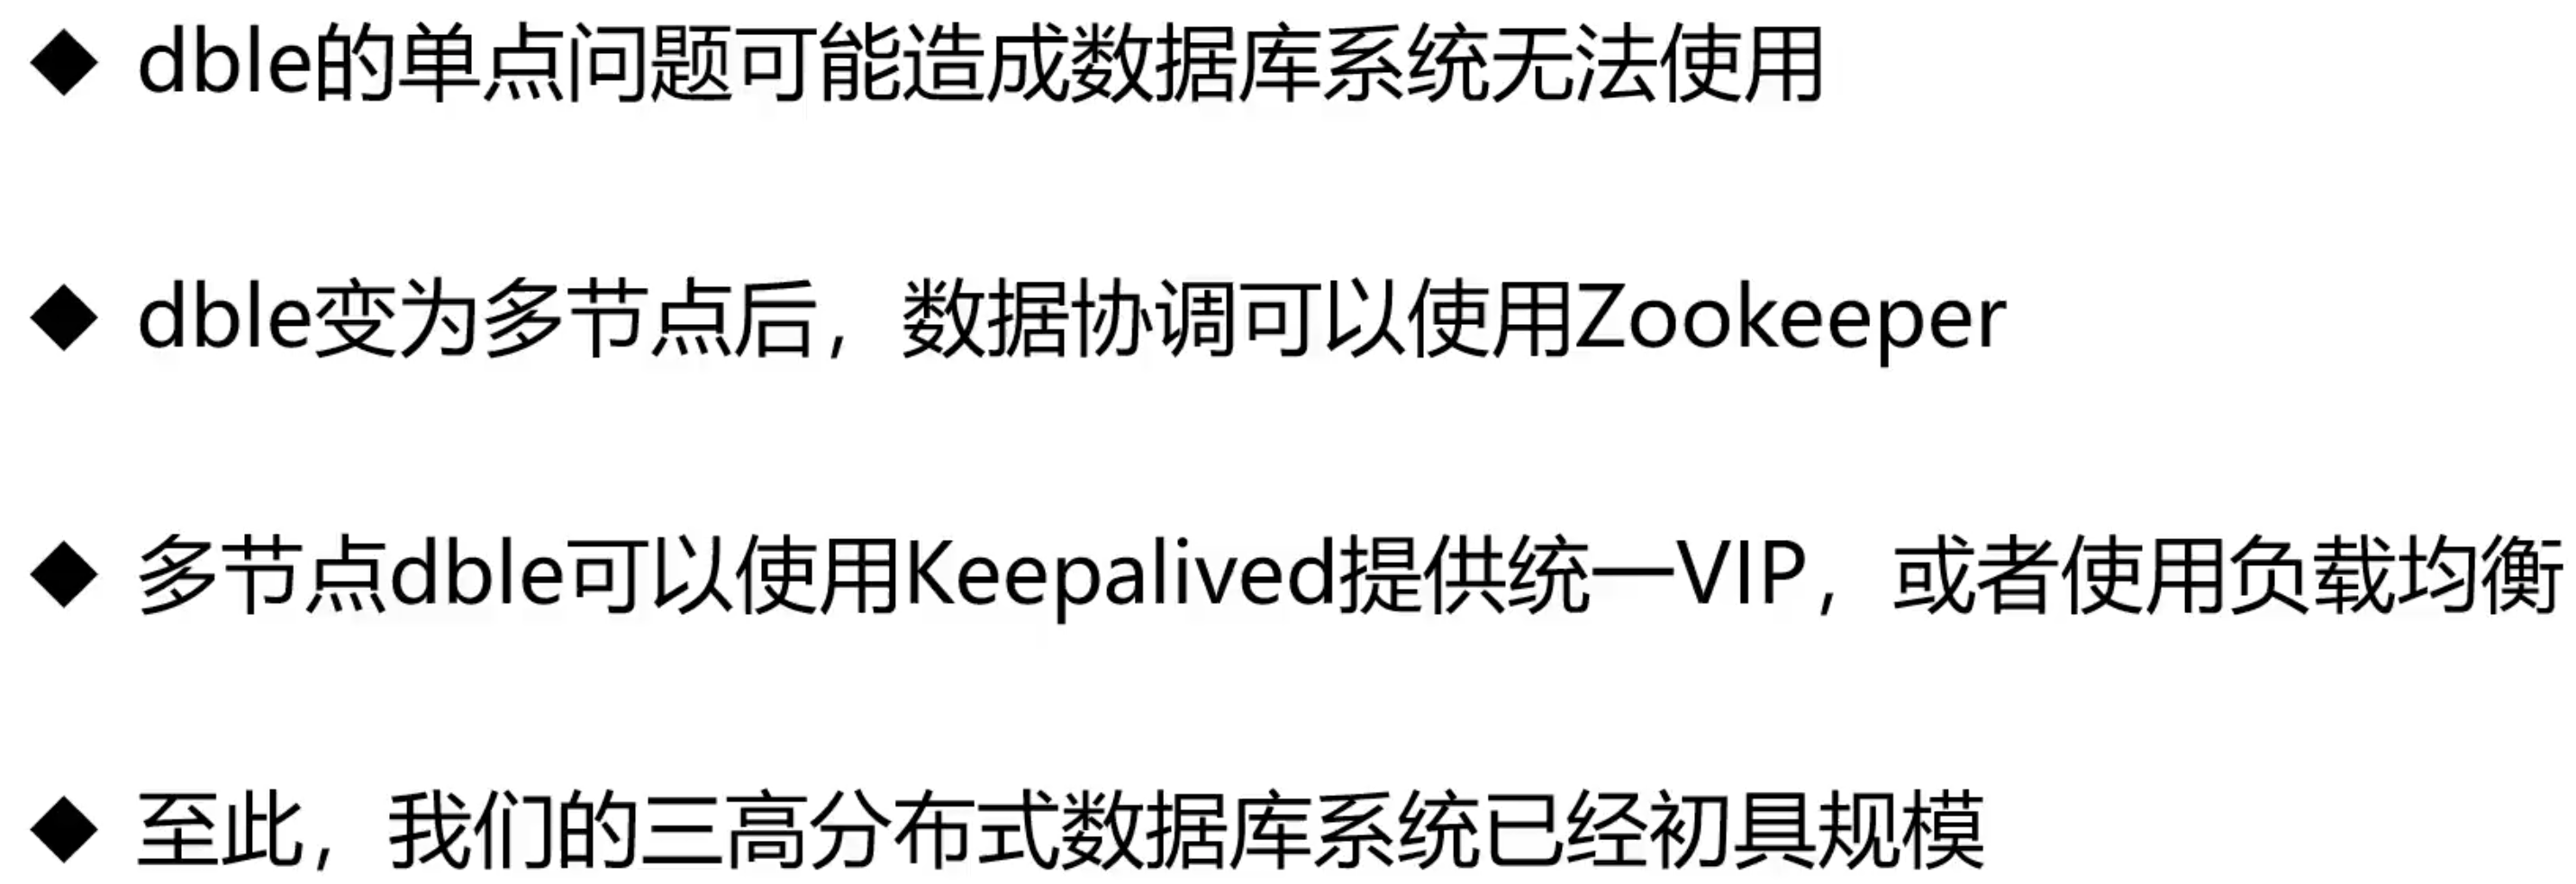 ◆ dble的单点问题可能造成数据库系统无法使用
◆ dble变为多节点后，数据协调可以使用Zookeeper
◆ 多节点dble可以使用Keepalived提供统一VIP，或者使用负载均衡
◆ 至此，我们的三高分布式数据库系统已经初具规模